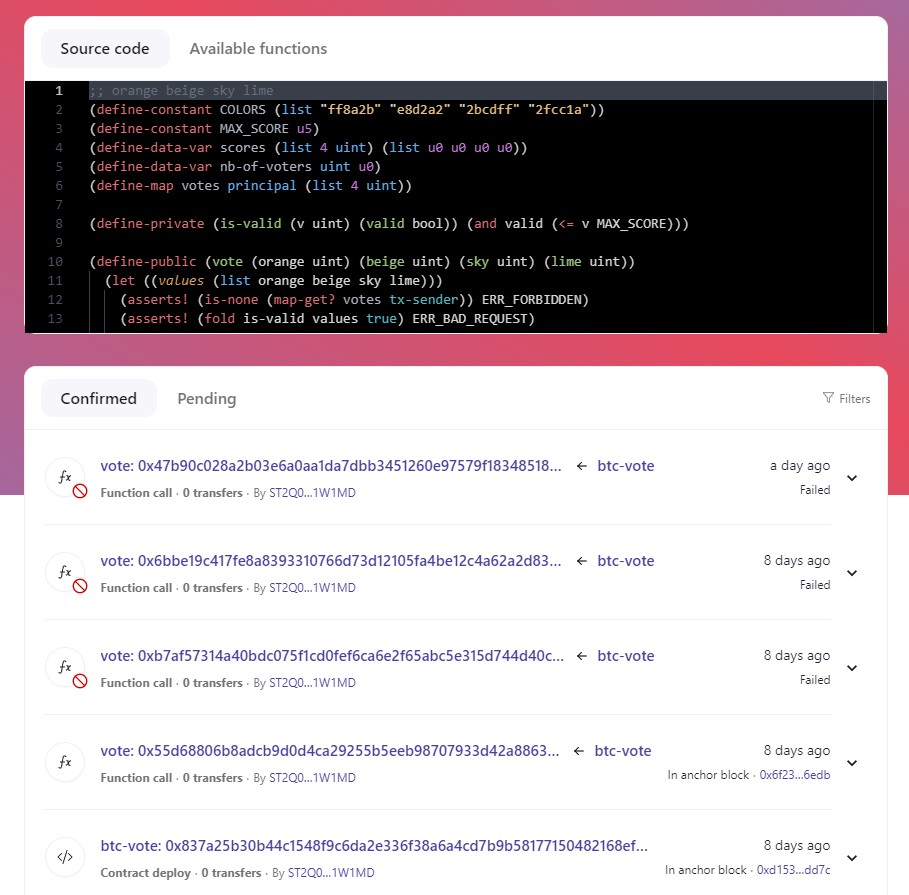 Source code Available functions
1 ;; orange beige sky lime
2 (define-constant COLORS (list "ff8a2b" "e8d2a2" "2bcdff" "2fcc1a"))
3 (define-constant MAX_SCORE u5)
4 (define-data-var scores (list 4 uint) (list u0 u0 u0 u0))
5 (define-data-var nb-of-voters uint u0)
6 (define-map votes principal (list 4 uint))
7
8 (define-private (is-valid (v uint) (valid bool)) (and valid (<= v MAX_SCORE)))
9
10 (define-public (vote (orange uint) (beige uint) (sky uint) (lime uint))
11 (let ((values (list orange beige sky lime)))
12 (asserts! (is-none (map-get? votes tx-sender)) ERR_FORBIDDEN)
13 (asserts! (fold is-valid values true) ERR_BAD_REQUEST)
Confirmed Pending Filters
vote: 0x47b90c028a2b03e6a0aa1da7dbb3451260e97579f18348518... ← btc-vote a day ago
Function call · 0 transfers · By ST2Q0...1W1MD Failed
vote: 0x6bbe19c417fe8a8393310766d73d12105fa4be12c4a62a2d83... ← btc-vote 8 days ago
Function call · 0 transfers · By ST2Q0...1W1MD Failed
vote: 0xb7af57314a40bdc075f1cd0fef6ca6e2f65abc5e315d744d40c... ← btc-vote 8 days ago
Function call · 0 transfers · By ST2Q0...1W1MD Failed
vote: 0x55d68806b8adcb9d0d4ca29255b5eeb98707933d42a8863... ← btc-vote 8 days ago
Function call · 0 transfers · By ST2Q0...1W1MD In anchor block · 0x6f23...6edb
btc-vote: 0x837a25b30b44c1548f9c6da2e336f38a6a4cd7b9b58177150482168ef... 8 days ago
Contract deploy · 0 transfers · By ST2Q0...1W1MD In anchor block · 0xd153...dd7c